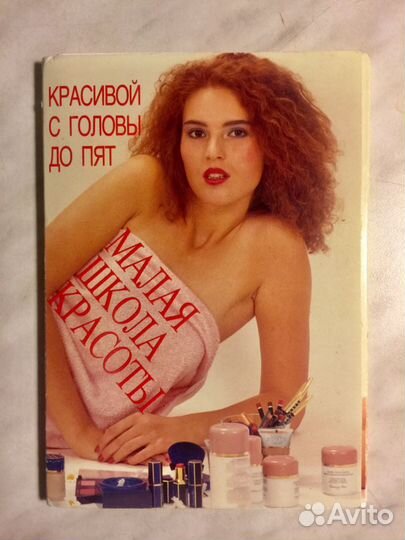 КРАСИВОЙ
С ГОЛОВЫ
ДО ПЯТ
МАЛАЯ
ШКОЛА
КРАСОТЫ
Avito